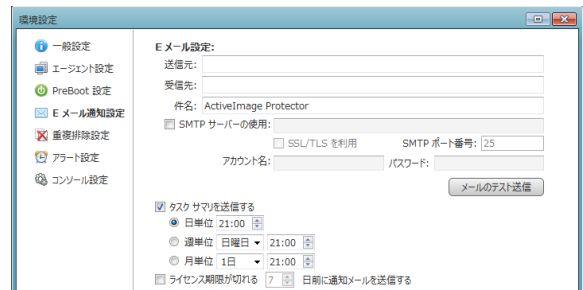 環境設定
一般設定
エージェント設定
PreBoot 設定
E メール通知設定
重複排除設定
アラート設定
コンソール設定
E メール設定:
送信元:
受信先:
件名: ActiveImage Protector
SMTP サーバーの使用:
SSL/TLS を利用 SMTP ポート番号: 25
アカウント名: パスワード:
メールのテスト送信
タスク サマリを送信する
日単位 21:00
週単位 日曜日 21:00
月単位 1日 21:00
ライセンス期限が切れる 7 日前に通知メールを送信する